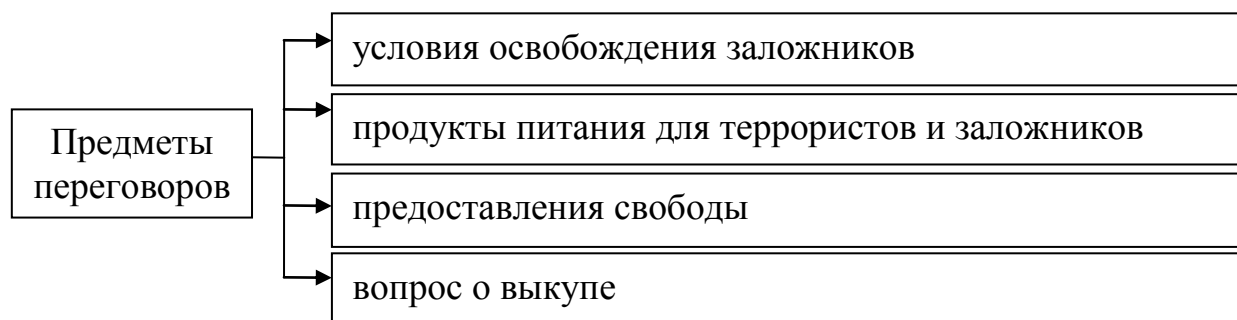 условия освобождения заложников
продукты питания для террористов и заложников
Предметы
переговоров
предоставления свободы
вопрос о выкупе